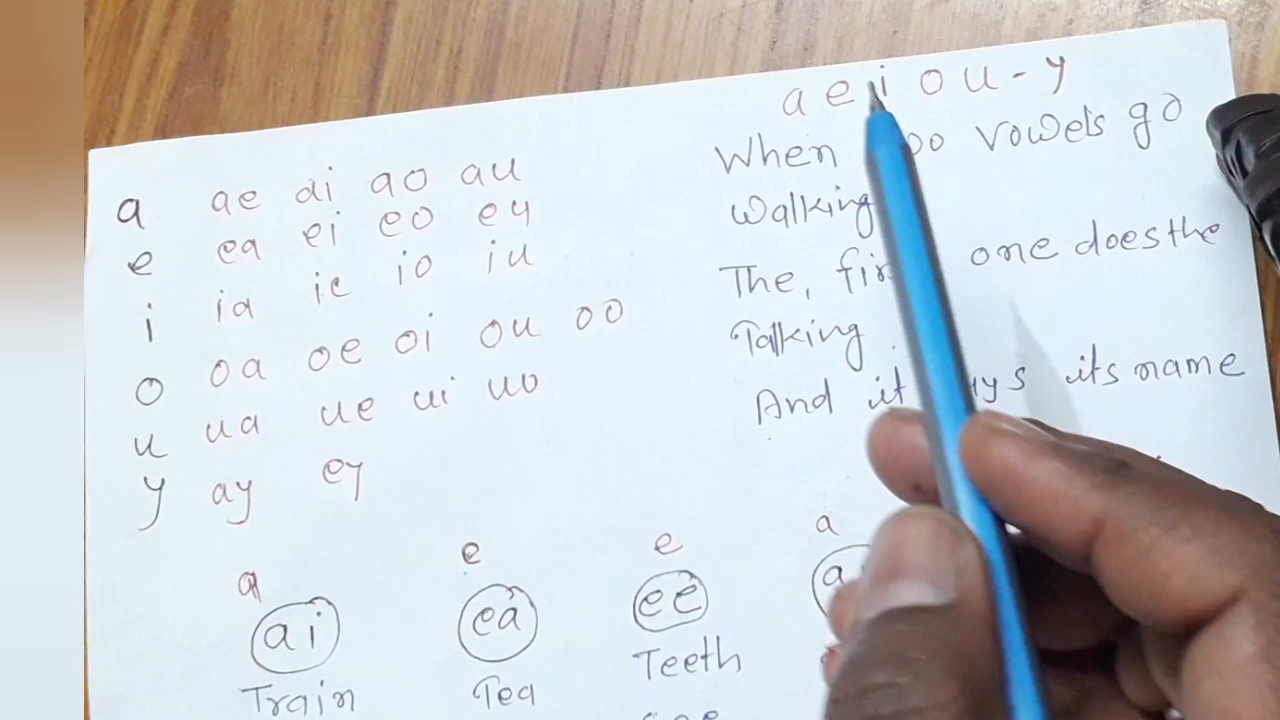 a e i o u - y
When vowels go
Walking
The, one does the
Talking
And it its name
a ae ai ao au
e ea ei eo eu
i ia ie io iu
o oa oe oi ou oo
u ua ue ui uo
y ay ey
a e e a
ai ea ee a
Train Tea Teeth